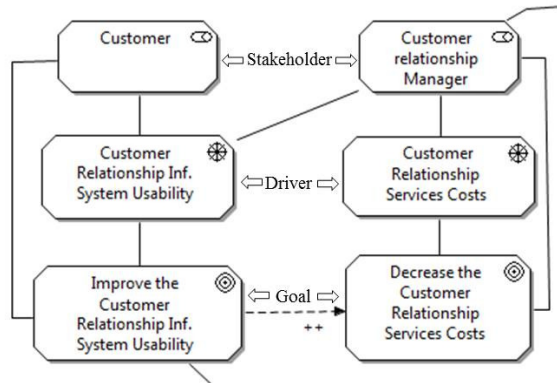 Customer
Stakeholder
Customer
relationship
Manager
Customer
Relationship Inf.
System Usability
Driver
Customer
Relationship
Services Costs
Improve the
Customer
Relationship Inf.
System Usability
Goal
++
Decrease the
Customer
Relationship
Services Costs